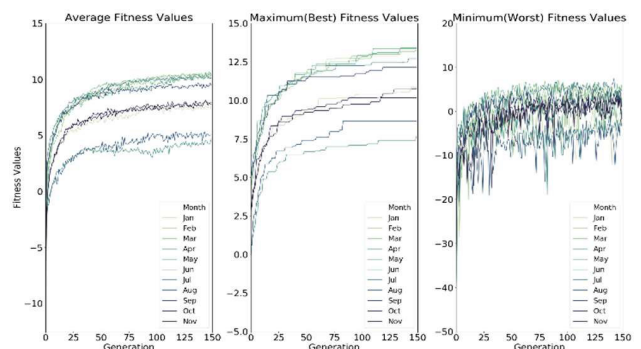 Average Fitness Values
Maximum(Best) Fitness Values
Minimum(Worst) Fitness Values
Fitness Values
15
10
5
0
−5
−10
0 25 50 75 100 125 150
Generation
Month
Jan
Feb
Mar
Apr
May
Jun
Jul
Aug
Sep
Oct
Nov
15.0
12.5
10.0
7.5
5.0
2.5
0.0
−2.5
−5.0
0 25 50 75 100 125 150
Generation
Month
Jan
Feb
Mar
Apr
May
Jun
Jul
Aug
Sep
Oct
Nov
20
10
0
−10
−20
−30
−40
−50
0 25 50 75 100 125 150
Generation
Month
Jan
Feb
Mar
Apr
May
Jun
Jul
Aug
Sep
Oct
Nov